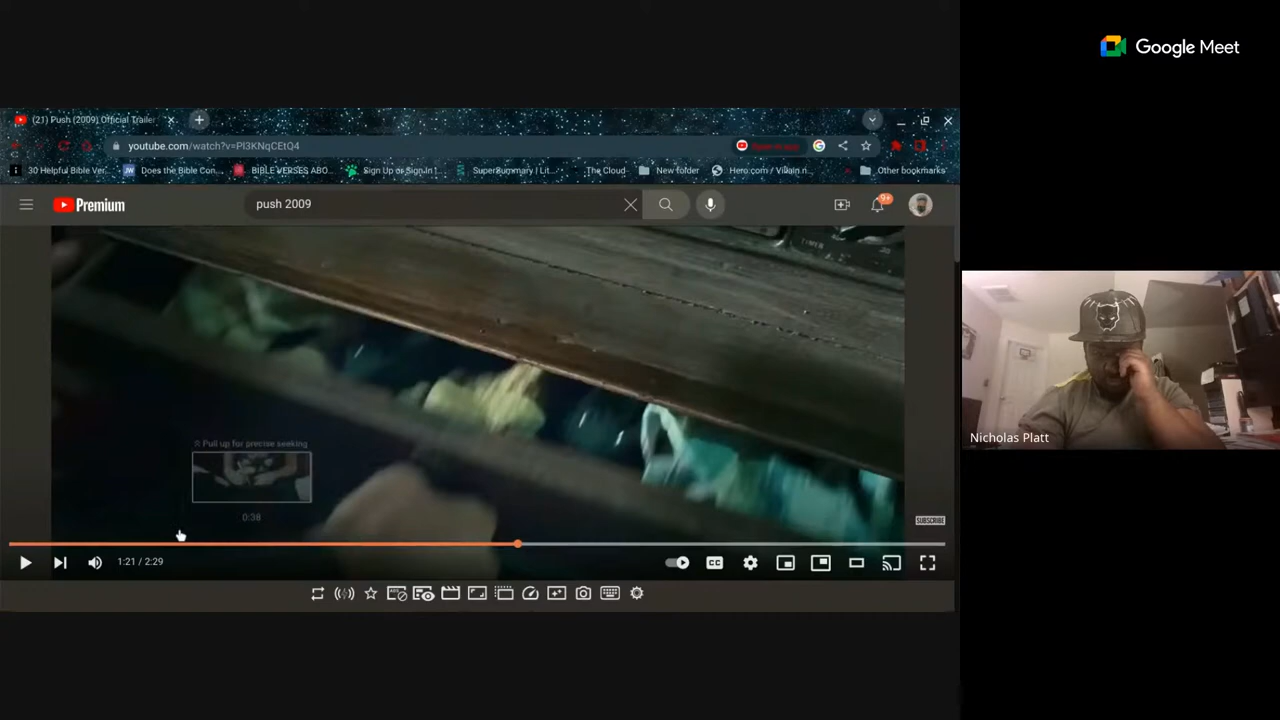 Google Meet
(21) Push (2009) Official Trailer
youtube.com/watch?v=Pl3KNqCEtQ4
30 Helpful Bible Ver...
Does the Bible Con...
BIBLE VERSES ABO...
Sign Up or Sign In |...
SuperSummary | Lit...
The Cloud
New folder
Hero.com / Villain.n...
Other bookmarks
Premium
push 2009
9+
Pull up for precise seeking
0:38
SUBSCRIBE
1:21 / 2:29
CC
Nicholas Platt